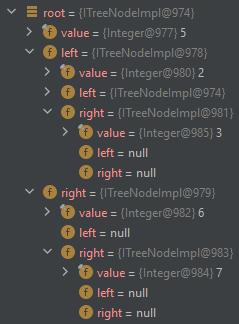 root = {ITreeNodeImpl@974}
f value = {Integer@977} 5
f left = {ITreeNodeImpl@978}
f value = {Integer@980} 2
f left = {ITreeNodeImpl@974}
f right = {ITreeNodeImpl@981}
f value = {Integer@985} 3
f left = null
f right = null
f right = {ITreeNodeImpl@979}
f value = {Integer@982} 6
f left = null
f right = {ITreeNodeImpl@983}
f value = {Integer@984} 7
f left = null
f right = null